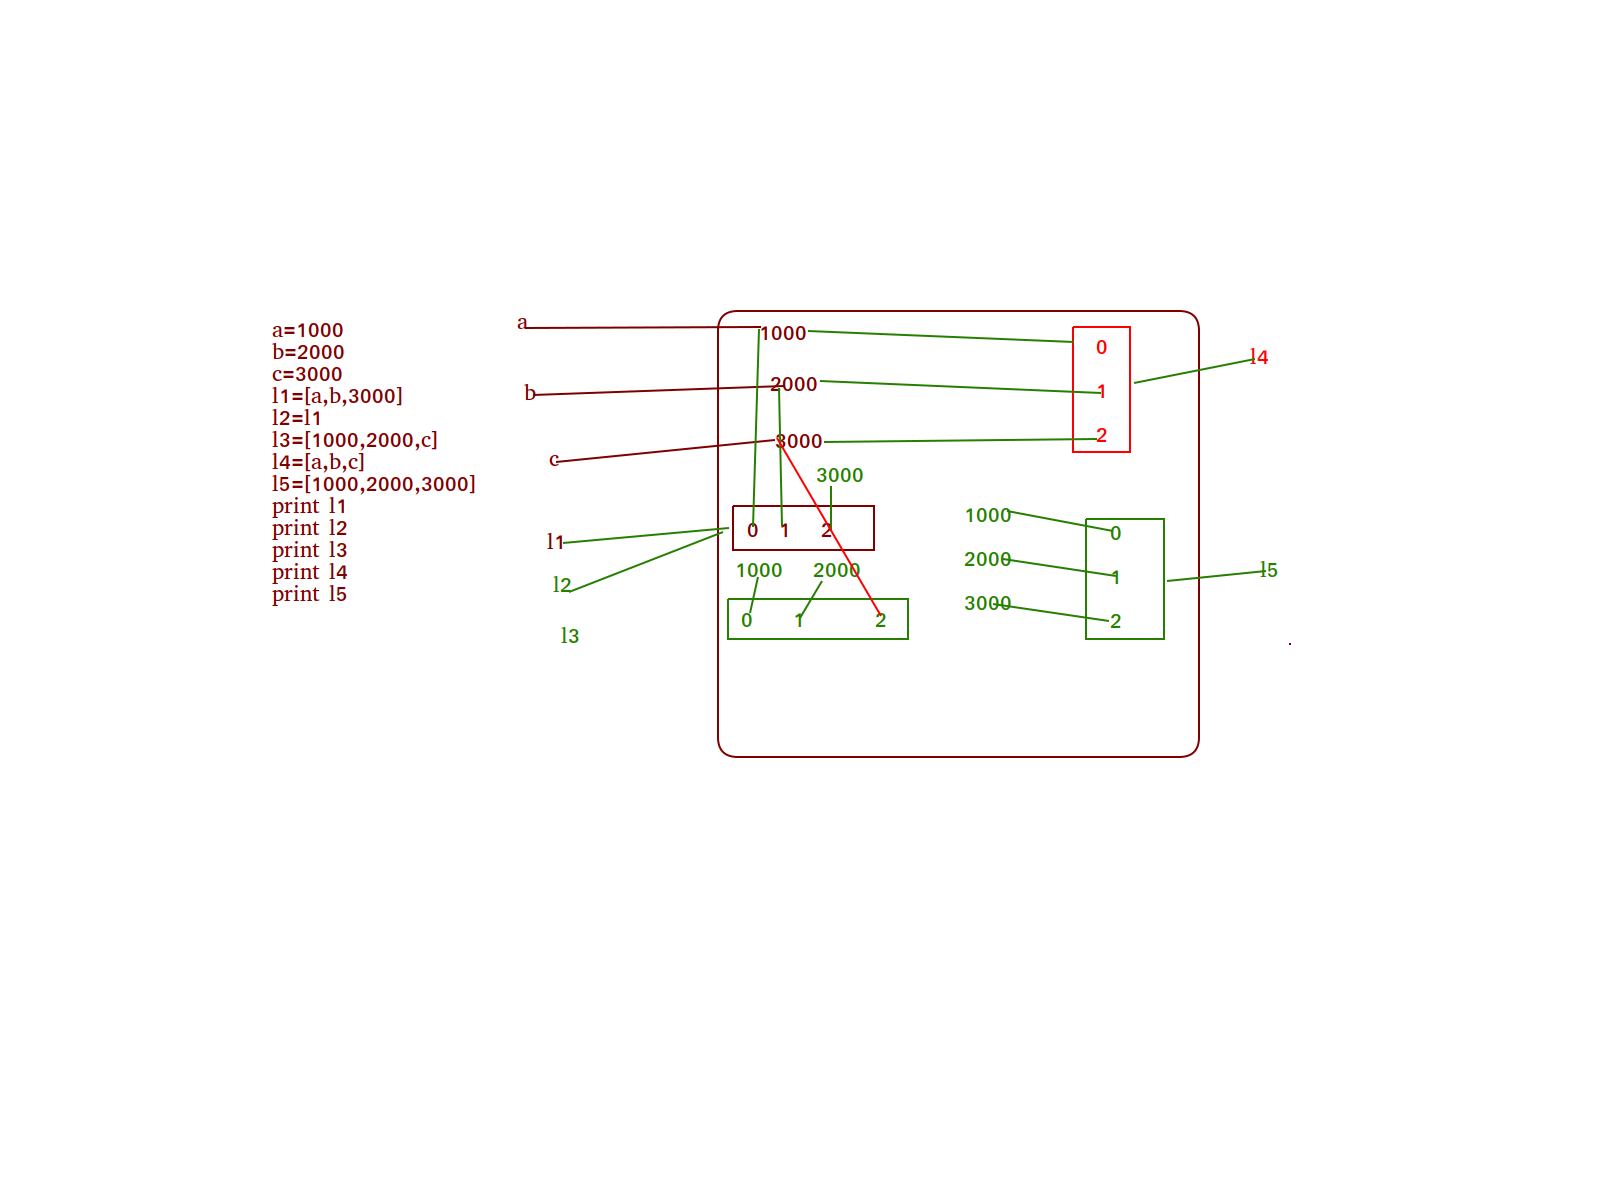 a=1000
b=2000
c=3000
l1=[a,b,3000]
l2=l1
l3=[1000,2000,c]
l4=[a,b,c]
l5=[1000,2000,3000]
print l1
print l2
print l3
print l4
print l5
a
b
c
l1
l2
l3
1000
2000
3000
3000
0 1 2
1000 2000
0 1 2
0
1
2
l4
1000
2000
3000
0
1
2
l5